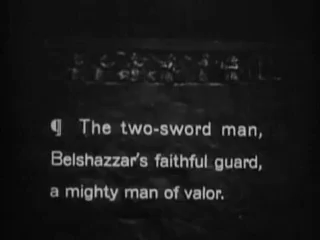 ¶ The two-sword man,
Belshazzar's faithful guard,
a mighty man of valor.